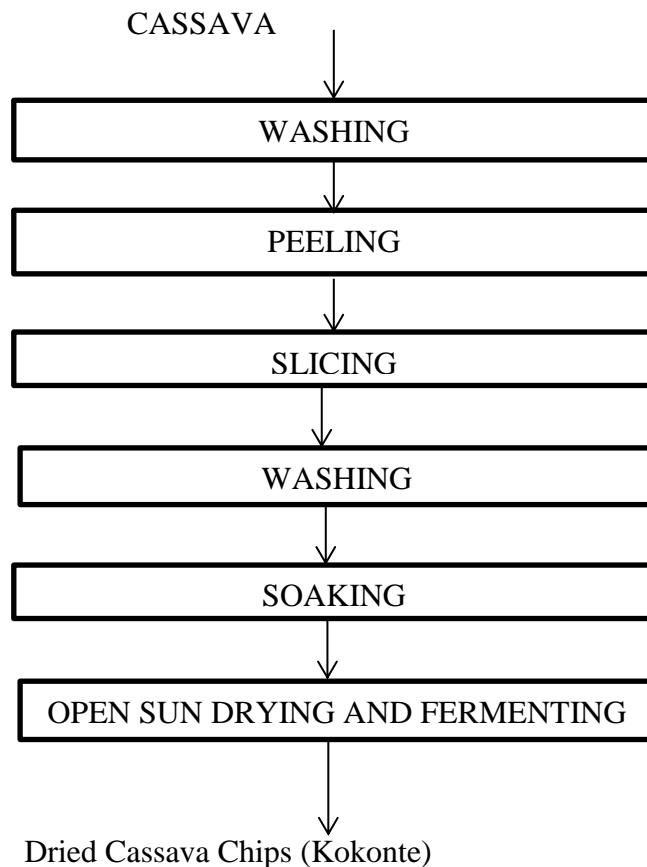 CASSAVA
WASHING
PEELING
SLICING
WASHING
SOAKING
OPEN SUN DRYING AND FERMENTING
Dried Cassava Chips (Kokonte)